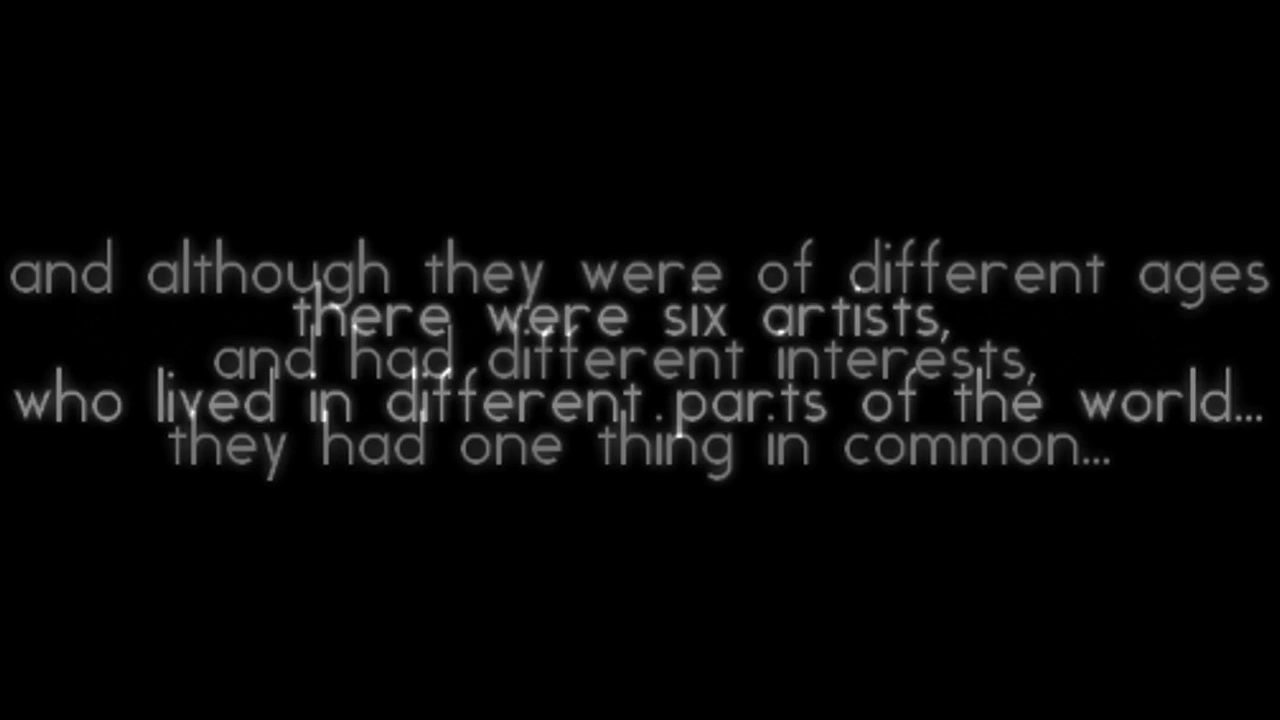 and although they were of different ages
there were six artists,
and had different interests,
who lived in different parts of the world...
they had one thing in common...